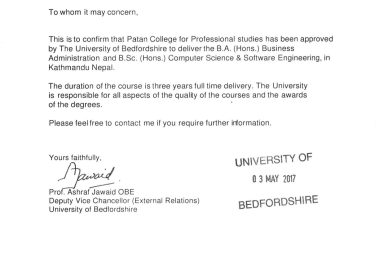 To whom it may concern,
This is to confirm that Patan College for Professional studies has been approved
by The University of Bedfordshire to deliver the B.A. (Hons.) Business
Administration and B.Sc. (Hons.) Computer Science & Software Engineering, in
Kathmandu Nepal.
The duration of the course is three years full time delivery. The University
is responsible for all aspects of the quality of the courses and the awards
of the degrees.
Please feel free to contact me if you require further information.
Yours faithfully,
AJawaid
Prof. Ashraf Jawaid OBE
Deputy Vice Chancellor (External Relations)
University of Bedfordshire
UNIVERSITY OF
03 MAY 2017
BEDFORDSHIRE